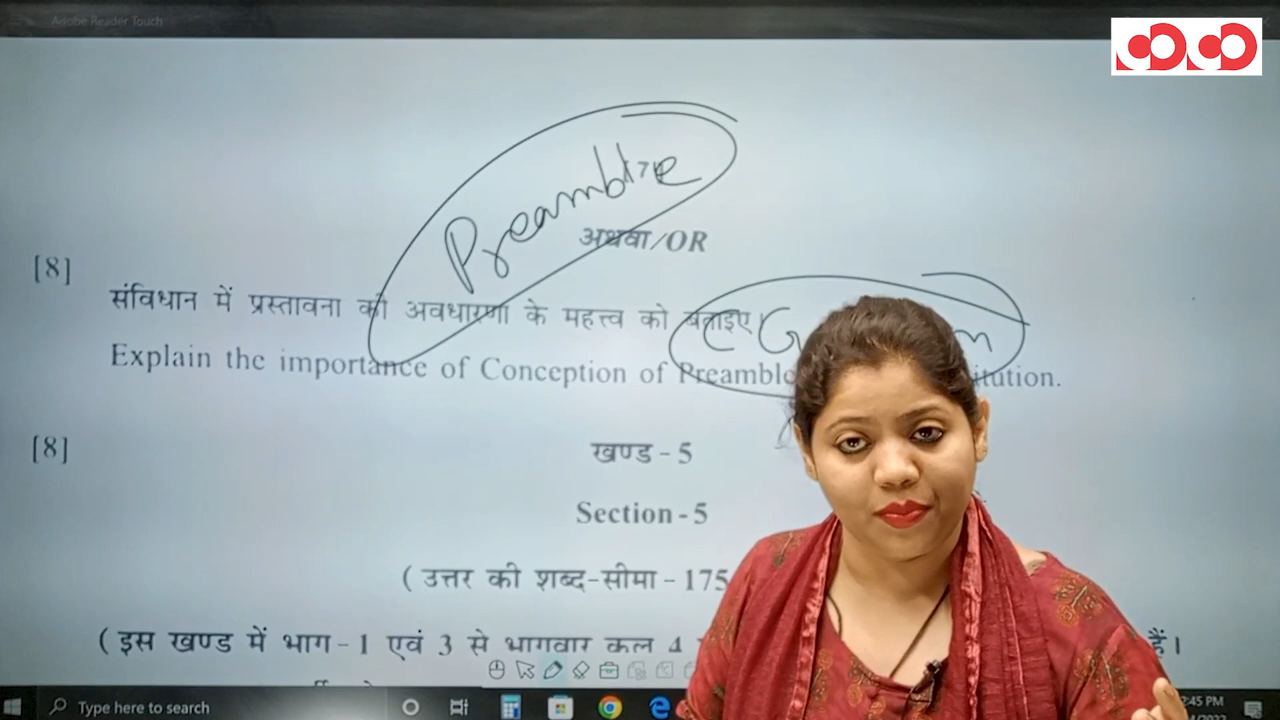 Adobe Reader Touch
Preamble
अथवा/OR
[8]
संविधान में प्रस्तावना की अवधारणा के महत्त्व को बताइए।
Explain the importance of Conception of Preamble
[8]
खण्ड - 5
Section - 5
( उत्तर की शब्द-सीमा - 175
( इस खण्ड में भाग - 1 एवं 3 से भागवार कुल 4 हैं।
Type here to search
:45 PM